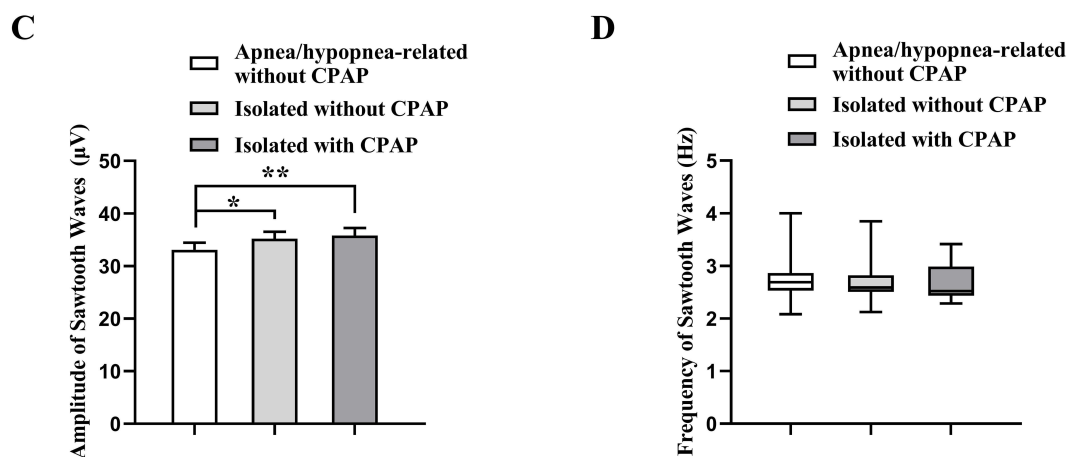 C
Apnea/hypopnea-related
without CPAP
Isolated without CPAP
Isolated with CPAP
Amplitude of Sawtooth Waves (μV)
50
40
30
20
10
0
**
*
D
Apnea/hypopnea-related
without CPAP
Isolated without CPAP
Isolated with CPAP
Frequency of Sawtooth Waves (Hz)
5
4
3
2
1
0